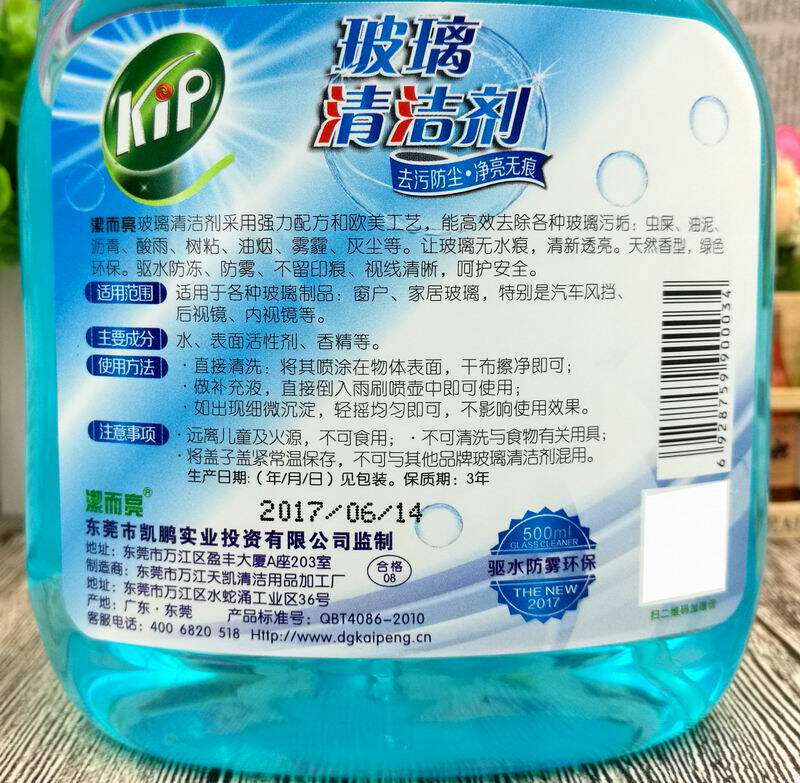 KiP
玻璃
清洁剂
去污防尘·净亮无痕
潔而亮玻璃清洁剂采用强力配方和欧美工艺，能高效去除各种玻璃污垢：虫屎、油泥、
沥青、酸雨、树粘、油烟、雾霾、灰尘等。让玻璃无水痕，清新透亮。天然香型，绿色
环保。驱水防冻、防雾、不留印痕、视线清晰，呵护安全。
适用范围 适用于各种玻璃制品：窗户、家居玻璃，特别是汽车风挡、
后视镜、内视镜等。
主要成分 水、表面活性剂、香精等。
使用方法 ·直接清洗：将其喷涂在物体表面，干布擦净即可；
·做补充液，直接倒入雨刷喷壶中即可使用；
·如出现细微沉淀，轻摇均匀即可，不影响使用效果。
注意事项 ·远离儿童及火源，不可食用；·不可清洗与食物有关用具；
·将盖子盖紧常温保存，不可与其他品牌玻璃清洁剂混用。
生产日期：（年/月/日）见包装。保质期：3年
2017/06/14
潔而亮®
东莞市凯鹏实业投资有限公司监制
地址：东莞市万江区盈丰大厦A座203室
制造商：东莞市万江天凯清洁用品加工厂
地址：东莞市万江区水蛇涌工业区36号
产地：广东·东莞 产品标准号：QBT4086-2010
客服电话：400 6820 518 Http://www.dgkaipeng.cn
合格
08
500ml
GLASS CLEANER
驱水防雾环保
THE NEW
2017
6928759900034
扫二维码加微信